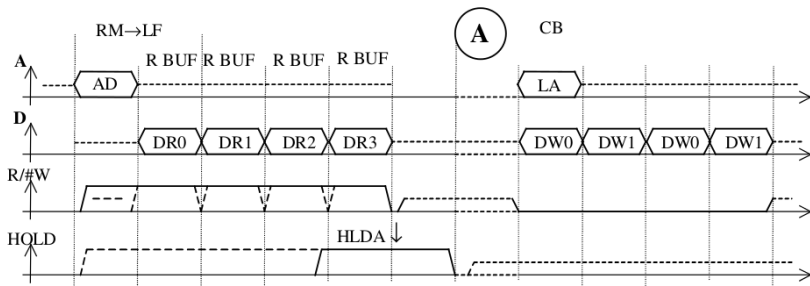 RM→LF
A
CB
R BUF R BUF R BUF R BUF
A
AD
LA
D
DR0 DR1 DR2 DR3
DW0 DW1 DW0 DW1
R/#W
HLDA ↓
HOLD